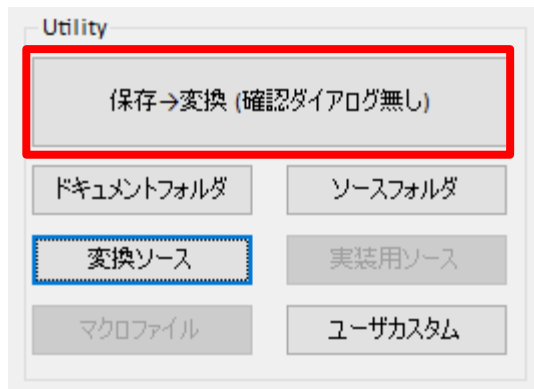 Utility
保存→変換 (確認ダイアログ無し)
ドキュメントフォルダ ソースフォルダ
変換ソース 実装用ソース
マクロファイル ユーザカスタム